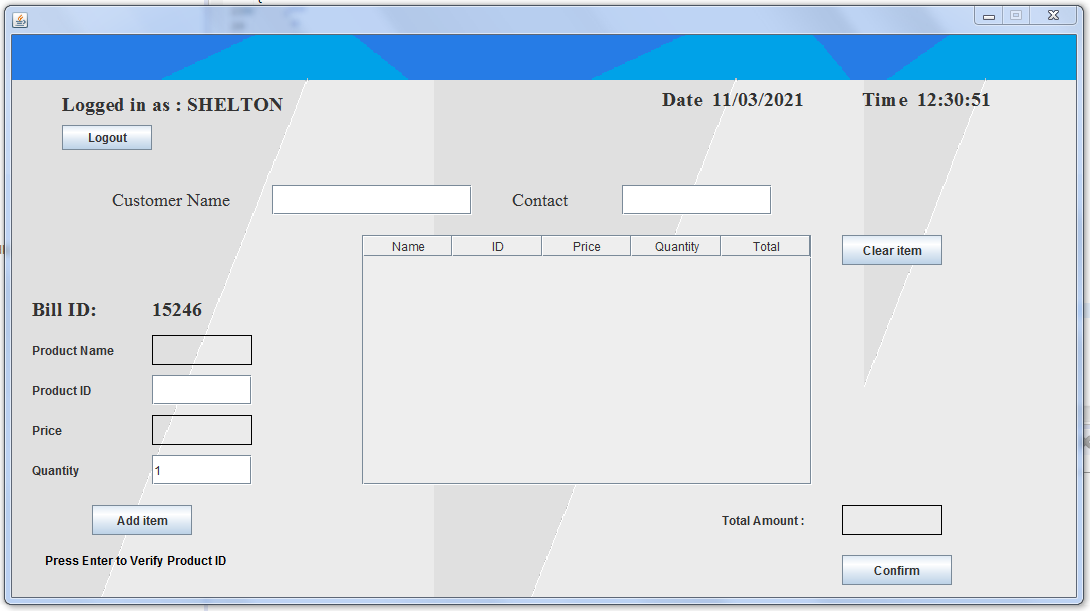 Logged in as : SHELTON
Date 11/03/2021
Time 12:30:51
Logout
Customer Name
Contact
Name ID Price Quantity Total
Clear item
Bill ID: 15246
Product Name
Product ID
Price
Quantity 1
Add item
Total Amount :
Press Enter to Verify Product ID
Confirm